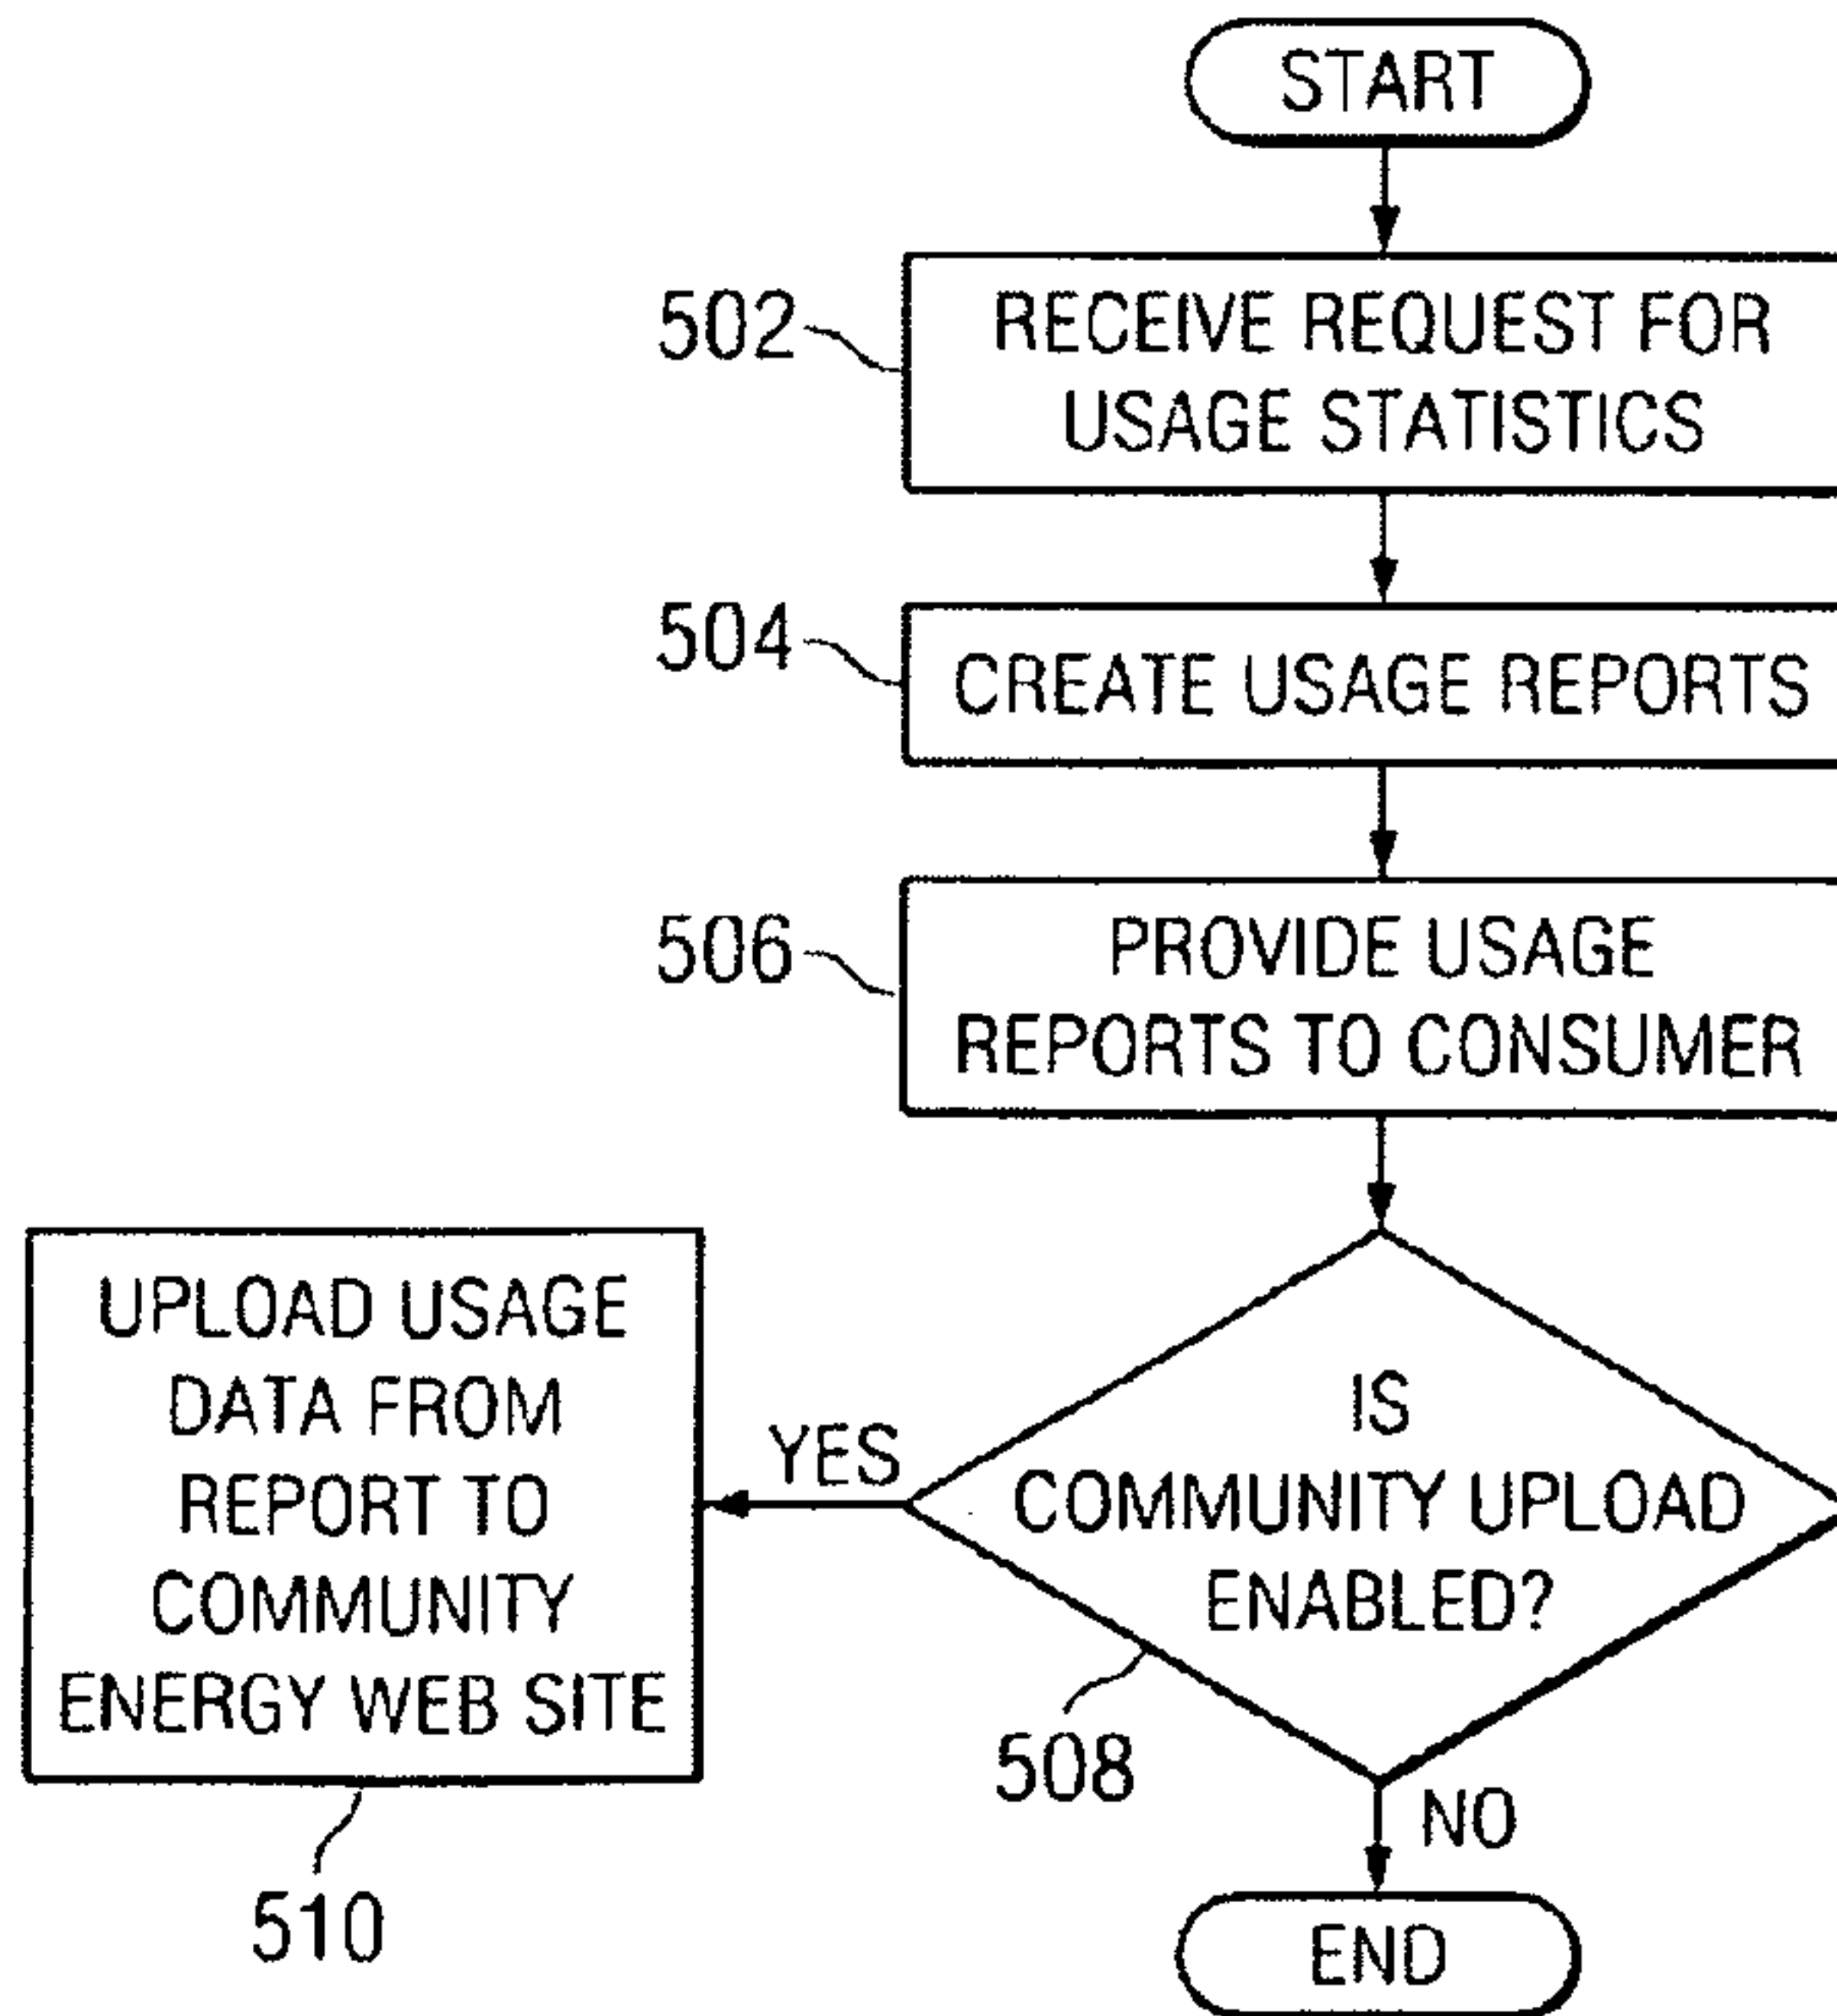 START
502
RECEIVE REQUEST FOR
USAGE STATISTICS
504
CREATE USAGE REPORTS
506
PROVIDE USAGE
REPORTS TO CONSUMER
IS
COMMUNITY UPLOAD
ENABLED?
508
YES
UPLOAD USAGE
DATA FROM
REPORT TO
COMMUNITY
ENERGY WEB SITE
510
NO
END